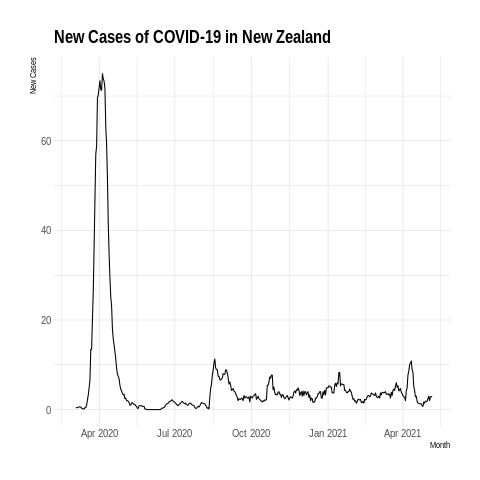 New Cases of COVID-19 in New Zealand
New Cases
60
40
20
0
Apr 2020 Jul 2020 Oct 2020 Jan 2021 Apr 2021
Month